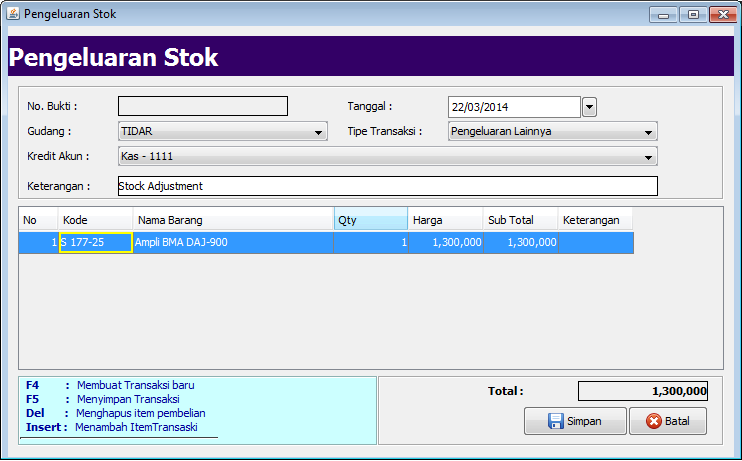 Pengeluaran Stok
Pengeluaran Stok
No. Bukti :
Tanggal : 22/03/2014
Gudang : TIDAR
Tipe Transaksi : Pengeluaran Lainnya
Kredit Akun : Kas - 1111
Keterangan : Stock Adjustment
No Kode Nama Barang Qty Harga Sub Total Keterangan
1 S 177-25 Ampli BMA DAJ-900 1 1,300,000 1,300,000
F4 : Membuat Transaksi baru
F5 : Menyimpan Transaksi
Del : Menghapus item pembelian
Insert : Menambah ItemTransaski
Total : 1,300,000
Simpan Batal